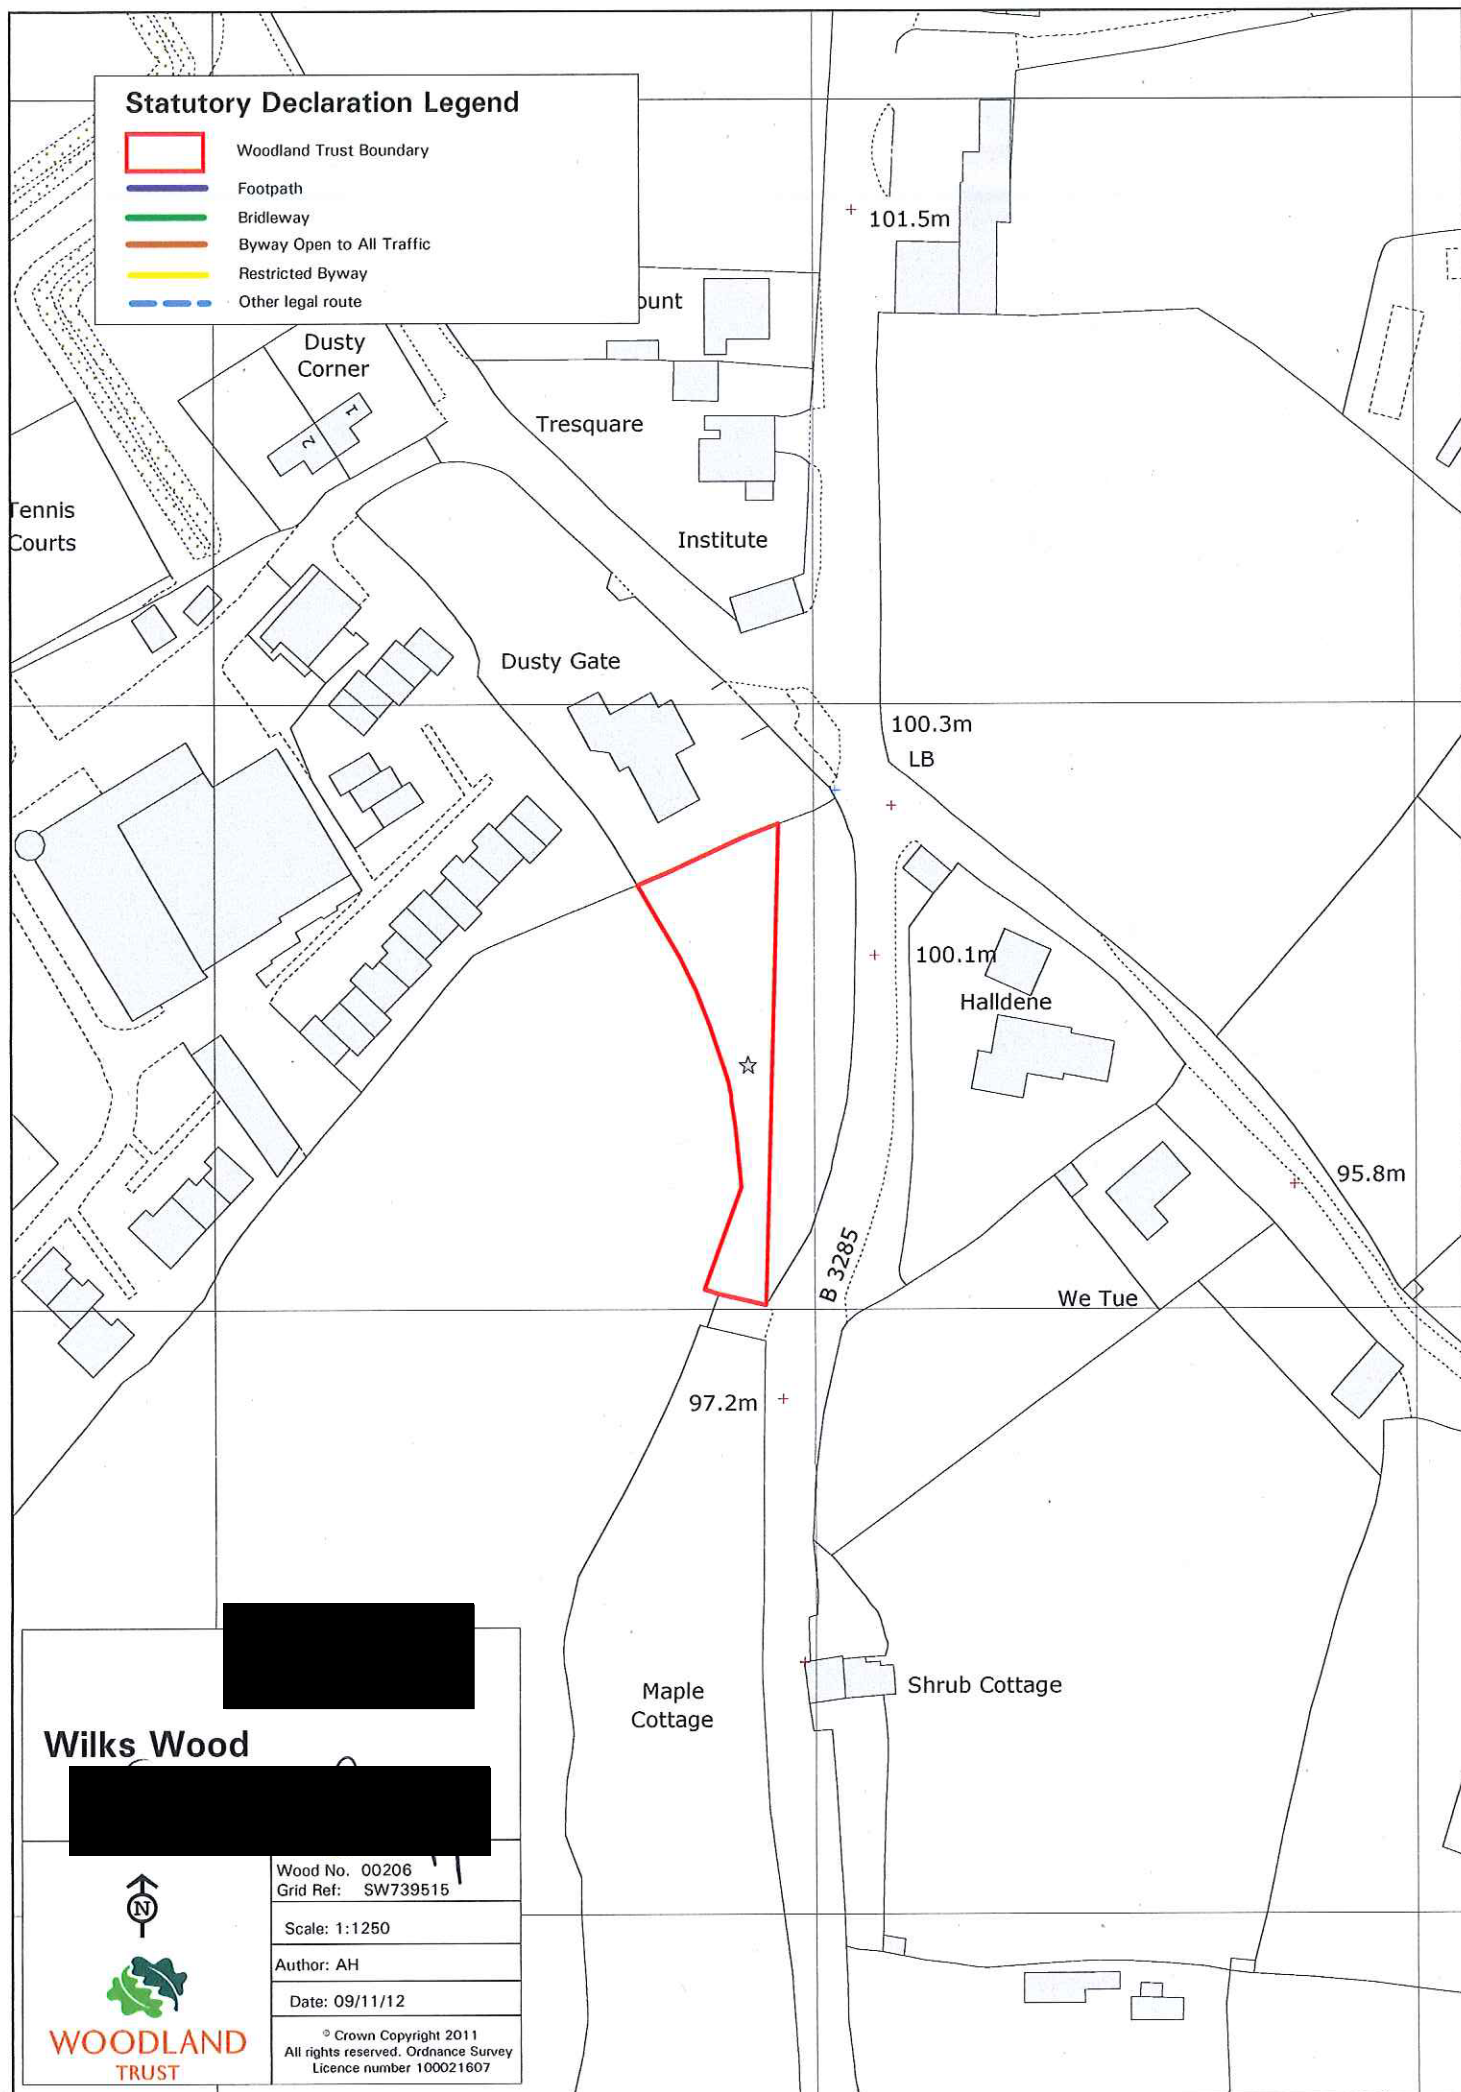 Statutory Declaration Legend
Woodland Trust Boundary
Footpath
Bridleway
Byway Open to All Traffic
Restricted Byway
Other legal route
101.5m
ount
Dusty
Corner
1
2
Tresquare
Tennis
Courts
Institute
Dusty Gate
100.3m
LB
100.1m
Halldene
95.8m
B 3285
We Tue
97.2m
Maple
Cottage
Shrub Cottage
Wilks Wood
Wood No. 00206
Grid Ref: SW739515
Scale: 1:1250
Author: AH
Date: 09/11/12
© Crown Copyright 2011
All rights reserved. Ordnance Survey
Licence number 100021607
N
WOODLAND
TRUST